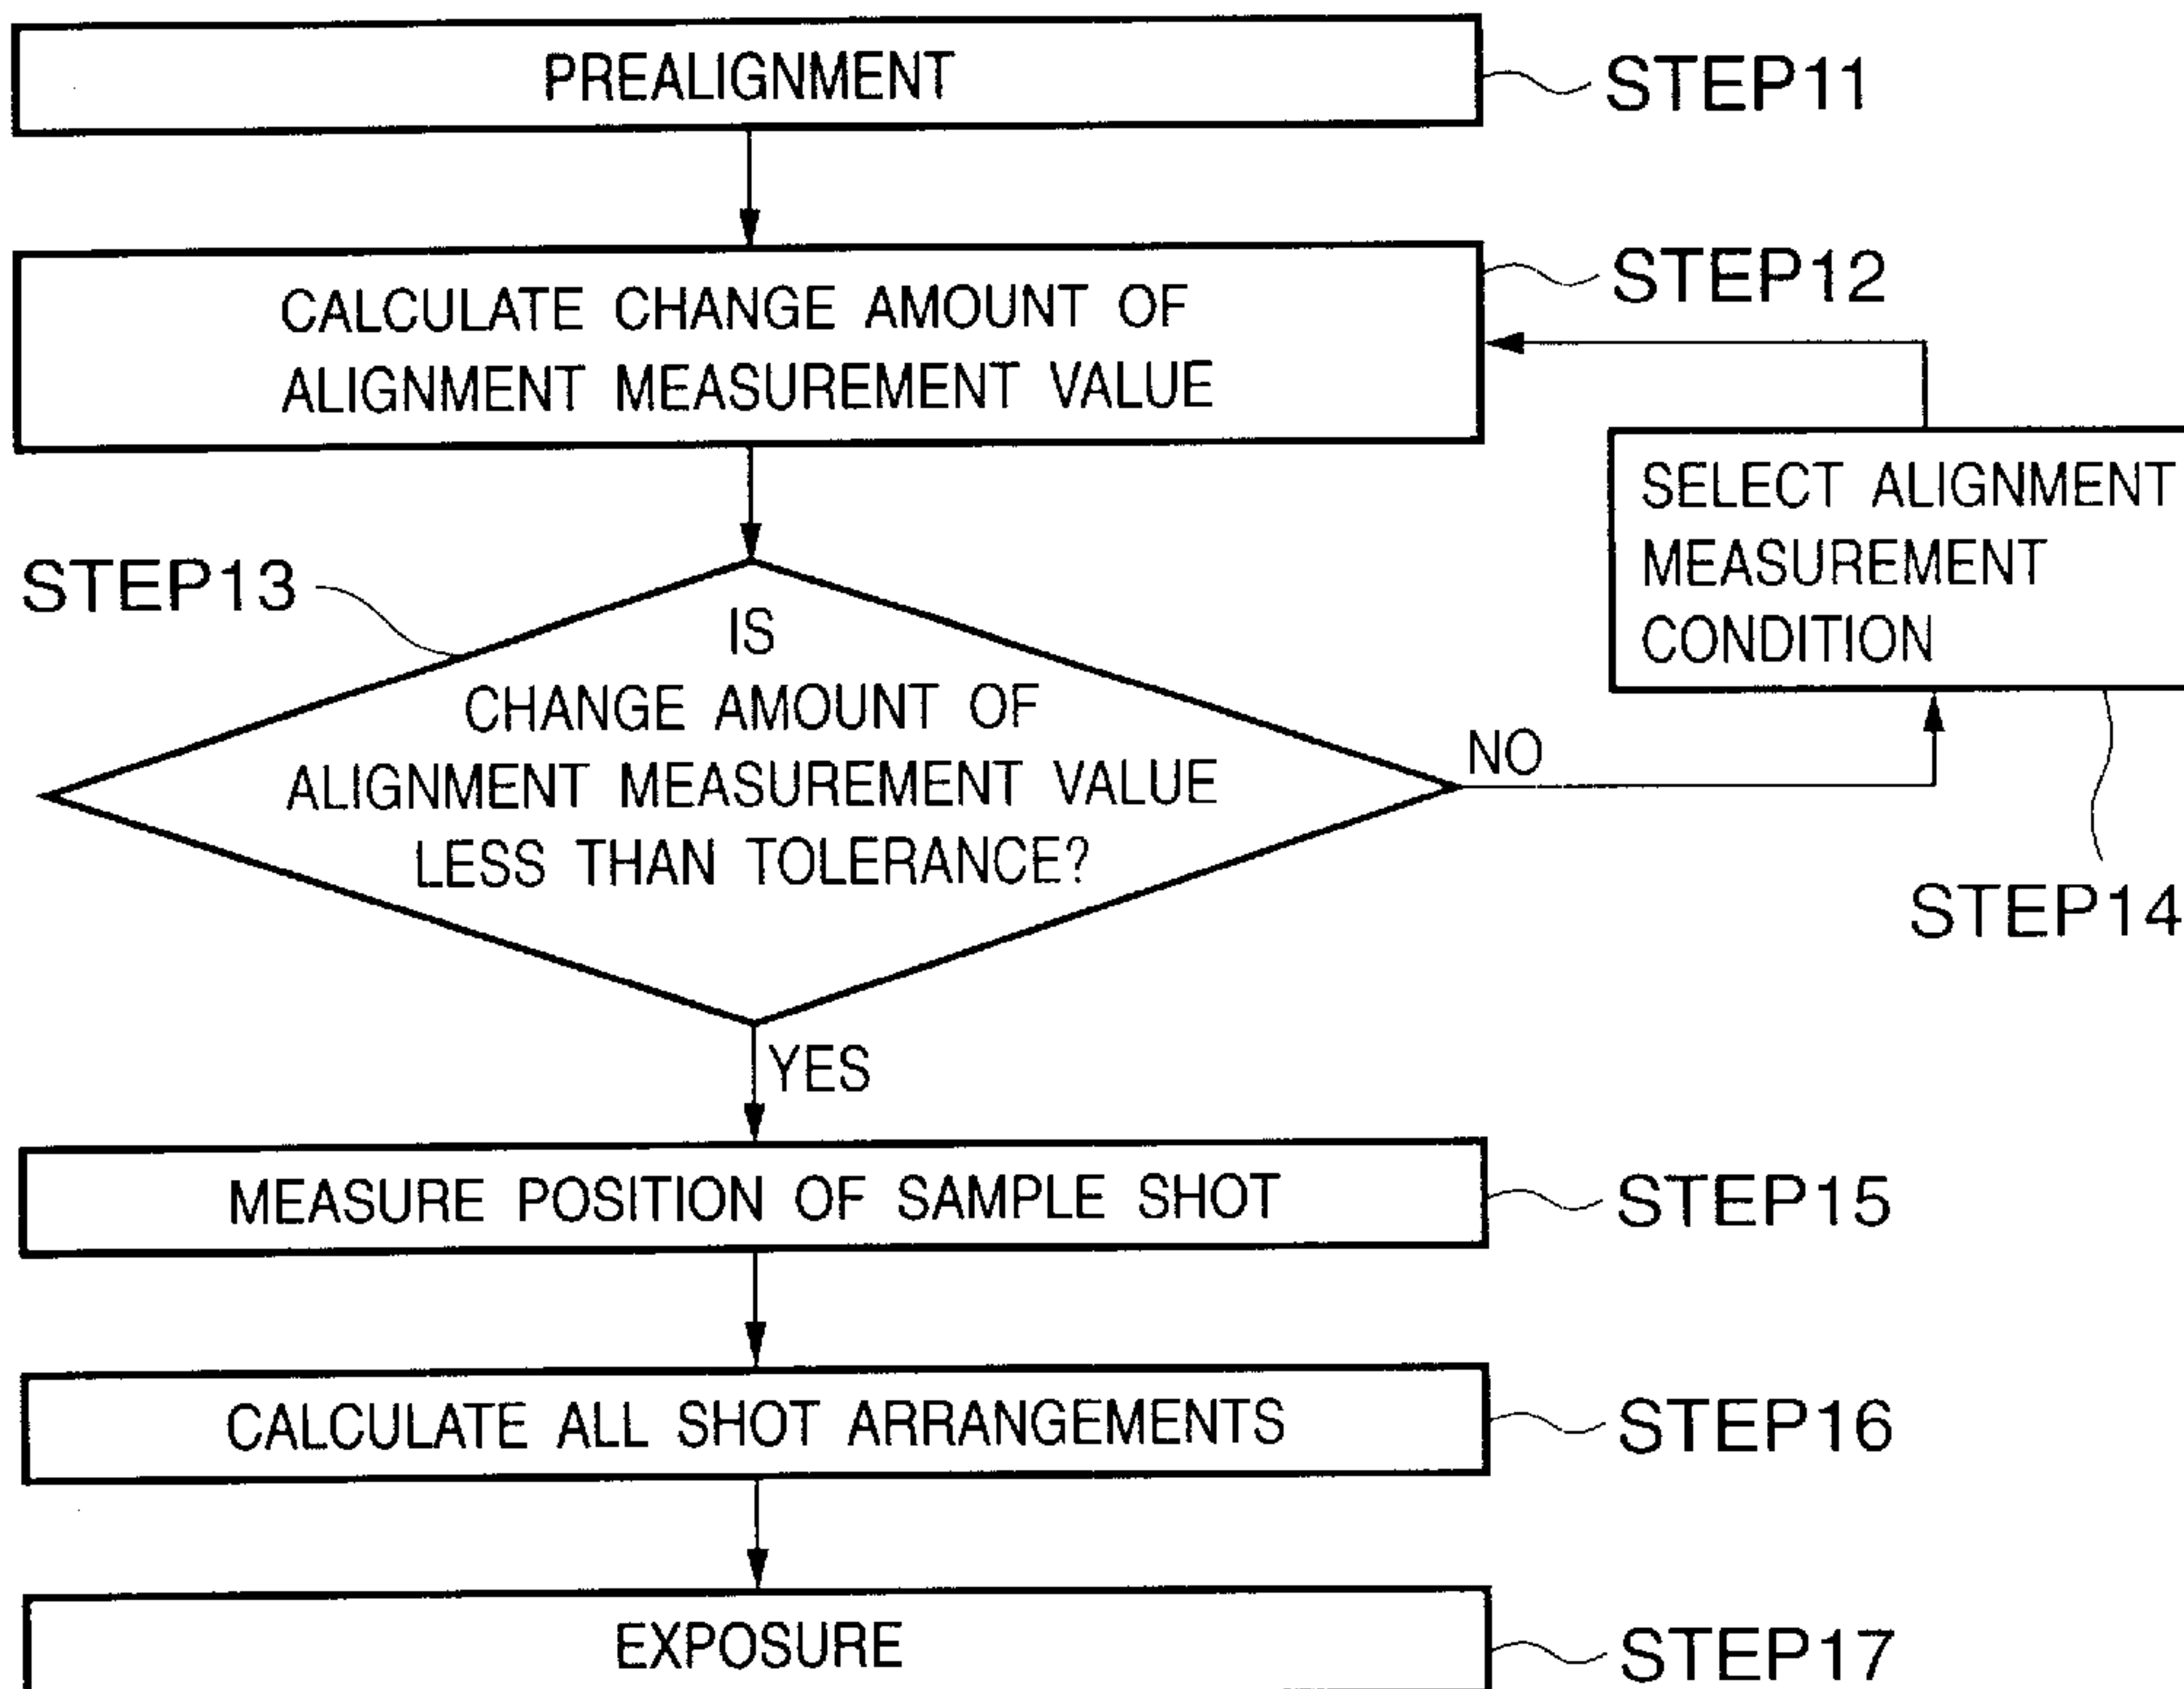 PREALIGNMENT
STEP11
CALCULATE CHANGE AMOUNT OF
ALIGNMENT MEASUREMENT VALUE
STEP12
SELECT ALIGNMENT
MEASUREMENT
CONDITION
STEP14
STEP13
IS
CHANGE AMOUNT OF
ALIGNMENT MEASUREMENT VALUE
LESS THAN TOLERANCE?
NO
YES
MEASURE POSITION OF SAMPLE SHOT
STEP15
CALCULATE ALL SHOT ARRANGEMENTS
STEP16
EXPOSURE
STEP17